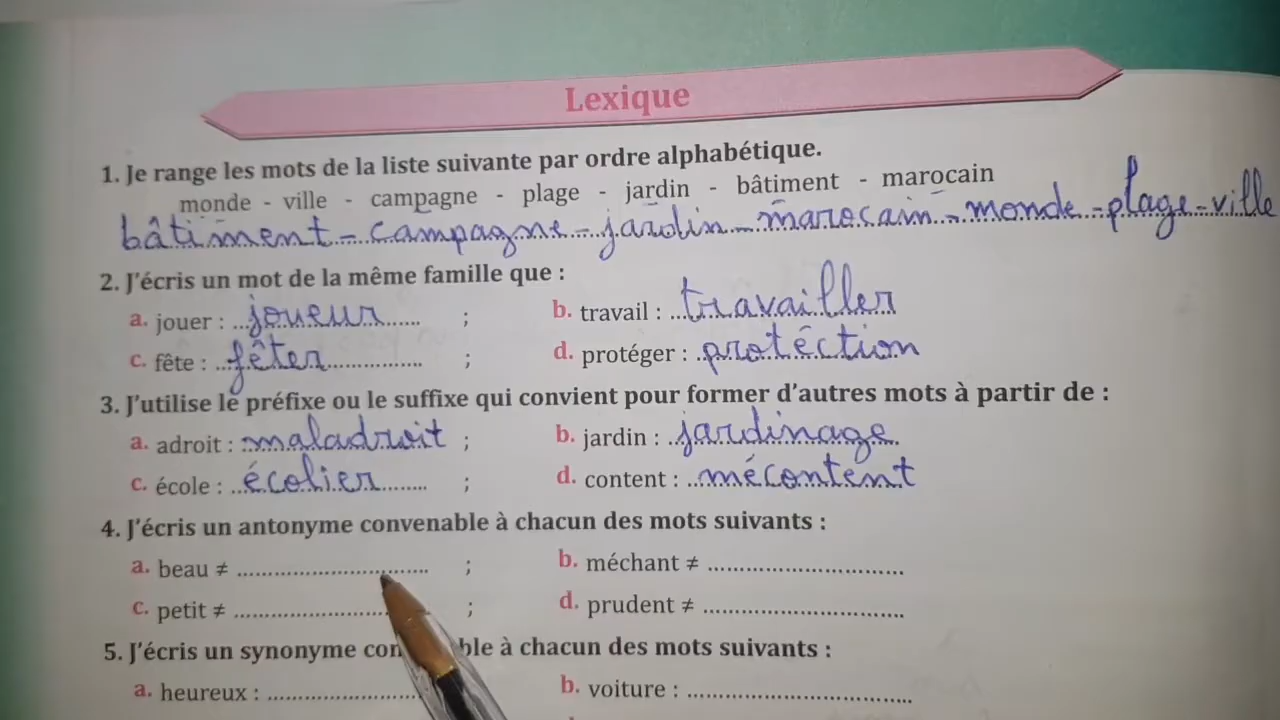 Lexique
1. Je range les mots de la liste suivante par ordre alphabétique.
monde - ville - campagne - plage - jardin - bâtiment - marocain
bâtiment - campagne - jardin - marocain - monde - plage - ville
2. J'écris un mot de la même famille que :
a. jouer : joueur ; b. travail : travailler
c. fête : fêter ; d. protéger : protéction
3. J'utilise le préfixe ou le suffixe qui convient pour former d'autres mots à partir de :
a. adroit : maladroit ; b. jardin : jardinage
c. école : écolier ; d. content : mécontent
4. J'écris un antonyme convenable à chacun des mots suivants :
a. beau ≠ ; b. méchant ≠
c. petit ≠ ; d. prudent ≠
5. J'écris un synonyme à chacun des mots suivants :
a. heureux : b. voiture :